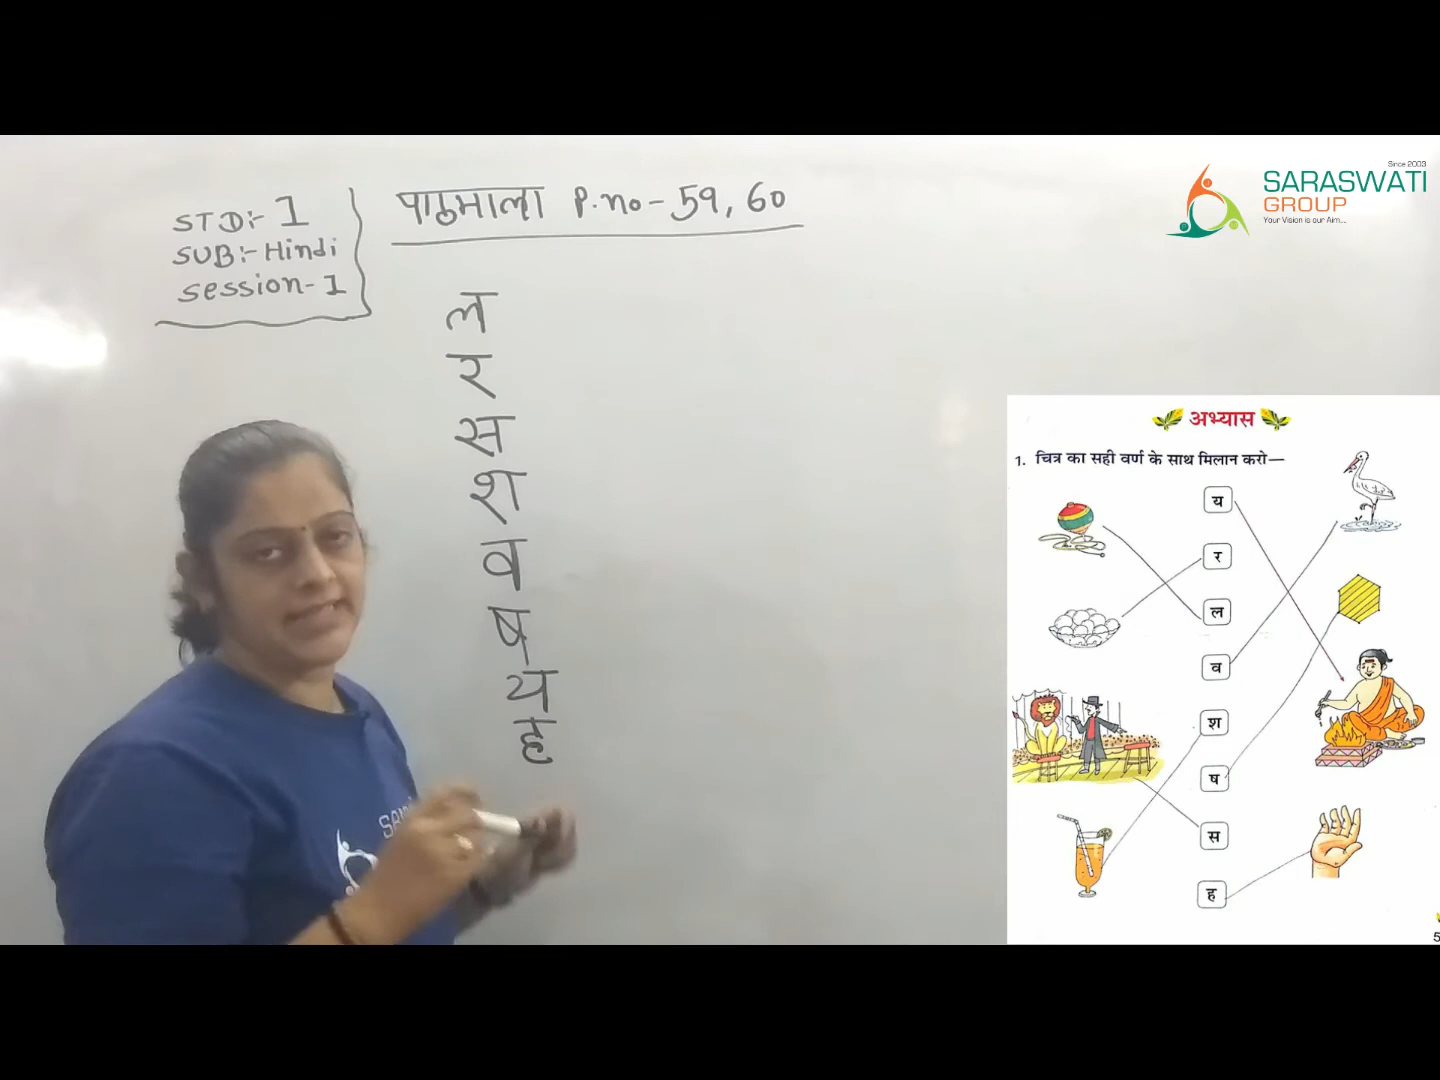 STD:- 1
SUB:- Hindi
Session- 1
पाठमाला P.no - 59, 60
ल
र
स
श
व
ष
य
ह
Since 2003
SARASWATI
GROUP
Your Vision is our Aim....
अभ्यास
1. चित्र का सही वर्ण के साथ मिलान करो—
य
र
ल
व
श
ष
स
ह